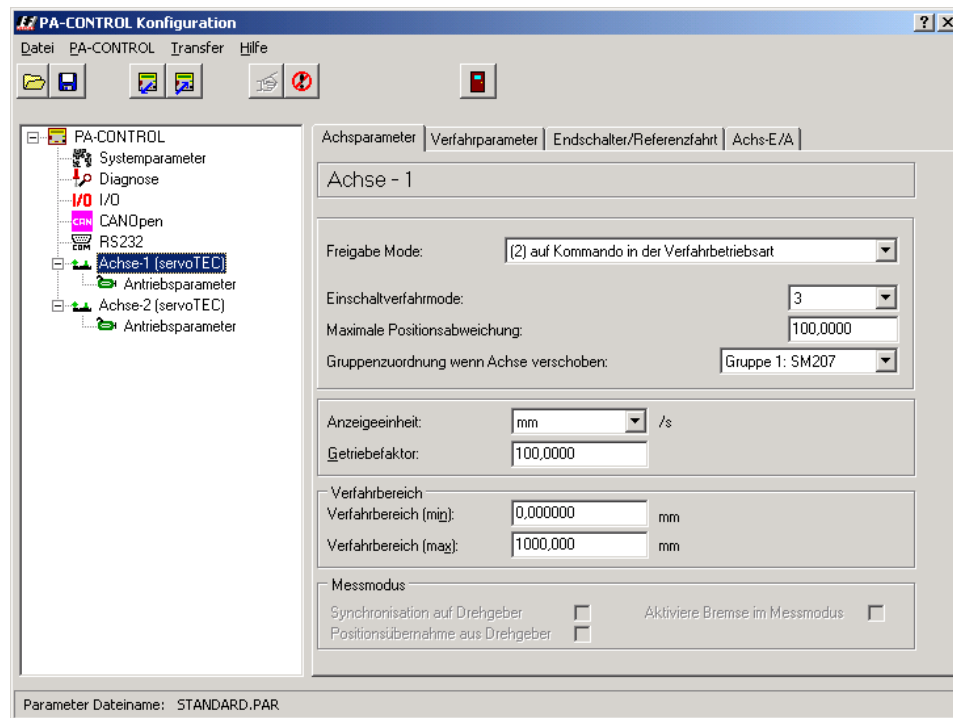 PA-CONTROL Konfiguration
Datei PA-CONTROL Transfer Hilfe
PA-CONTROL
Systemparameter
Diagnose
I/O I/O
CAN CANOpen
COM RS232
Achse-1 (servoTEC)
Antriebsparameter
Achse-2 (servoTEC)
Antriebsparameter
Achsparameter Verfahrparameter Endschalter/Referenzfahrt Achs-E/A
Achse - 1
Freigabe Mode: (2) auf Kommando in der Verfahrbetriebsart
Einschaltverfahrmode: 3
Maximale Positionsabweichung: 100,0000
Gruppenzuordnung wenn Achse verschoben: Gruppe 1: SM207
Anzeigeeinheit: mm /s
Getriebefaktor: 100,0000
Verfahrbereich
Verfahrbereich (min): 0,000000 mm
Verfahrbereich (max): 1000,000 mm
Messmodus
Synchronisation auf Drehgeber Aktiviere Bremse im Messmodus
Positionsübernahme aus Drehgeber
Parameter Dateiname: STANDARD.PAR